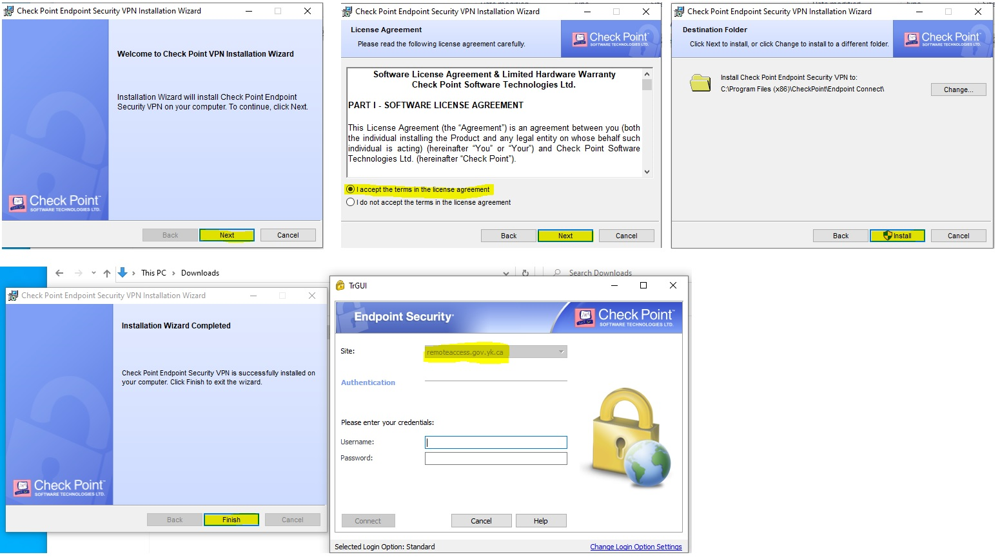 Check Point Endpoint Security VPN Installation Wizard
Welcome to Check Point VPN Installation Wizard
Installation Wizard will install Check Point Endpoint
Security VPN on your computer. To continue, click Next.
Check Point™
SOFTWARE TECHNOLOGIES LTD.
Back
Next
Cancel
Check Point Endpoint Security VPN Installation Wizard
License Agreement
Please read the following license agreement carefully.
Check Point™
SOFTWARE TECHNOLOGIES LTD.
Software License Agreement & Limited Hardware Warranty
Check Point Software Technologies Ltd.
PART I - SOFTWARE LICENSE AGREEMENT
This License Agreement (the “Agreement”) is an agreement between you (both
the individual installing the Product and any legal entity on whose behalf such
individual is acting) (hereinafter “You” or “Your”) and Check Point Software
Technologies Ltd. (hereinafter “Check Point”).
I accept the terms in the license agreement
I do not accept the terms in the license agreement
Back
Next
Cancel
Check Point Endpoint Security VPN Installation Wizard
Destination Folder
Click Next to install, or click Change to install to a different folder.
Check Point™
SOFTWARE TECHNOLOGIES LTD.
Install Check Point Endpoint Security VPN to:
C:\Program Files (x86)\CheckPoint\Endpoint Connect\
Change...
Back
Install
Cancel
This PC > Downloads
Search Downloads
Check Point Endpoint Security VPN Installation Wizard
Installation Wizard Completed
Check Point Endpoint Security VPN is successfully installed on
your computer. Click Finish to exit the wizard.
Check Point™
SOFTWARE TECHNOLOGIES LTD.
Back
Finish
Cancel
TrGUI
Endpoint Security
Check Point™
SOFTWARE TECHNOLOGIES LTD.
Site:
remoteaccess.gov.yk.ca
Authentication
Please enter your credentials:
Username:
Password:
Connect
Cancel
Help
Selected Login Option: Standard
Change Login Option Settings